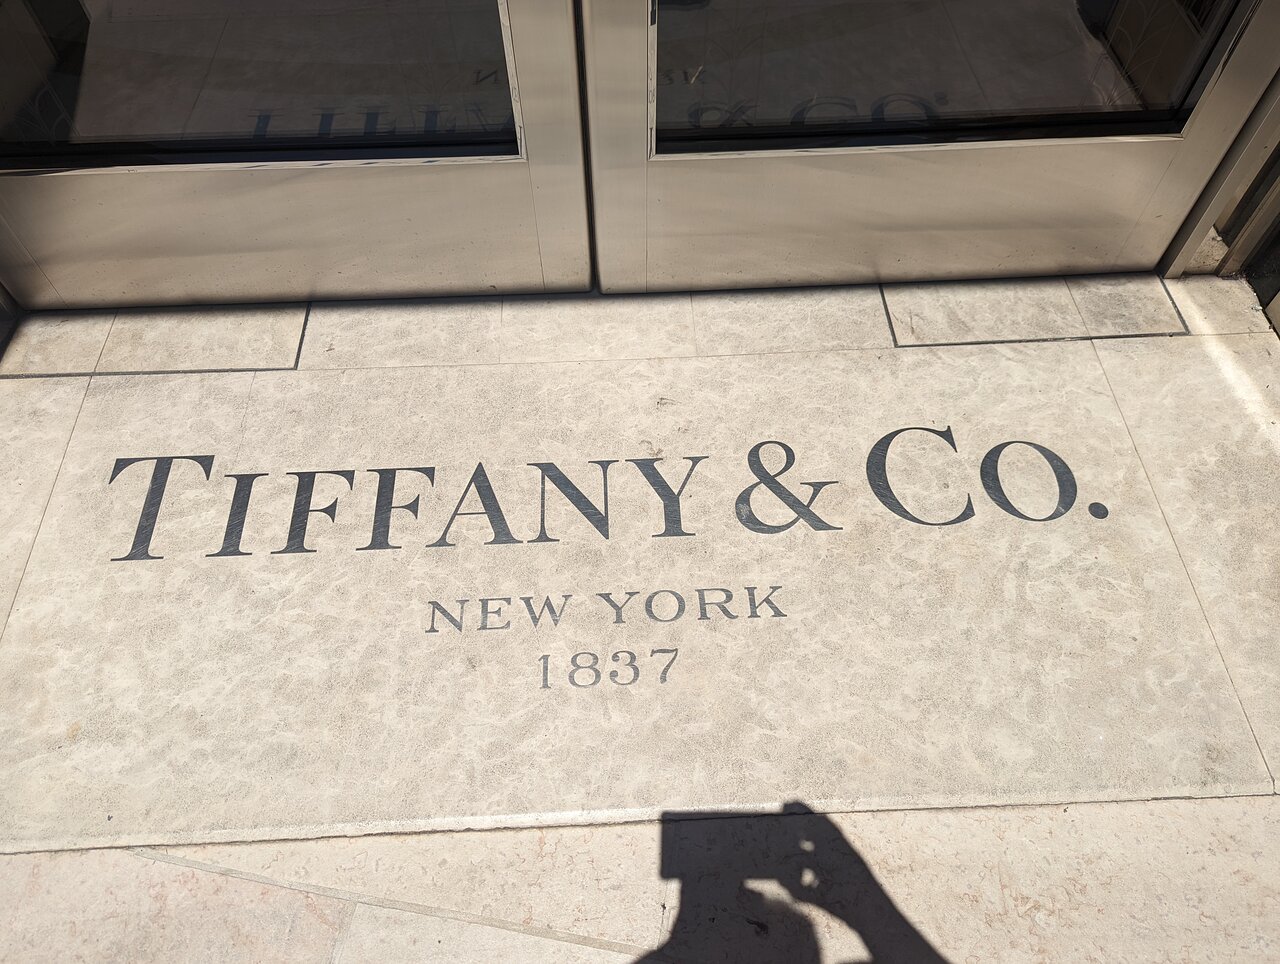 TIFFANY & CO.
NEW YORK
1837